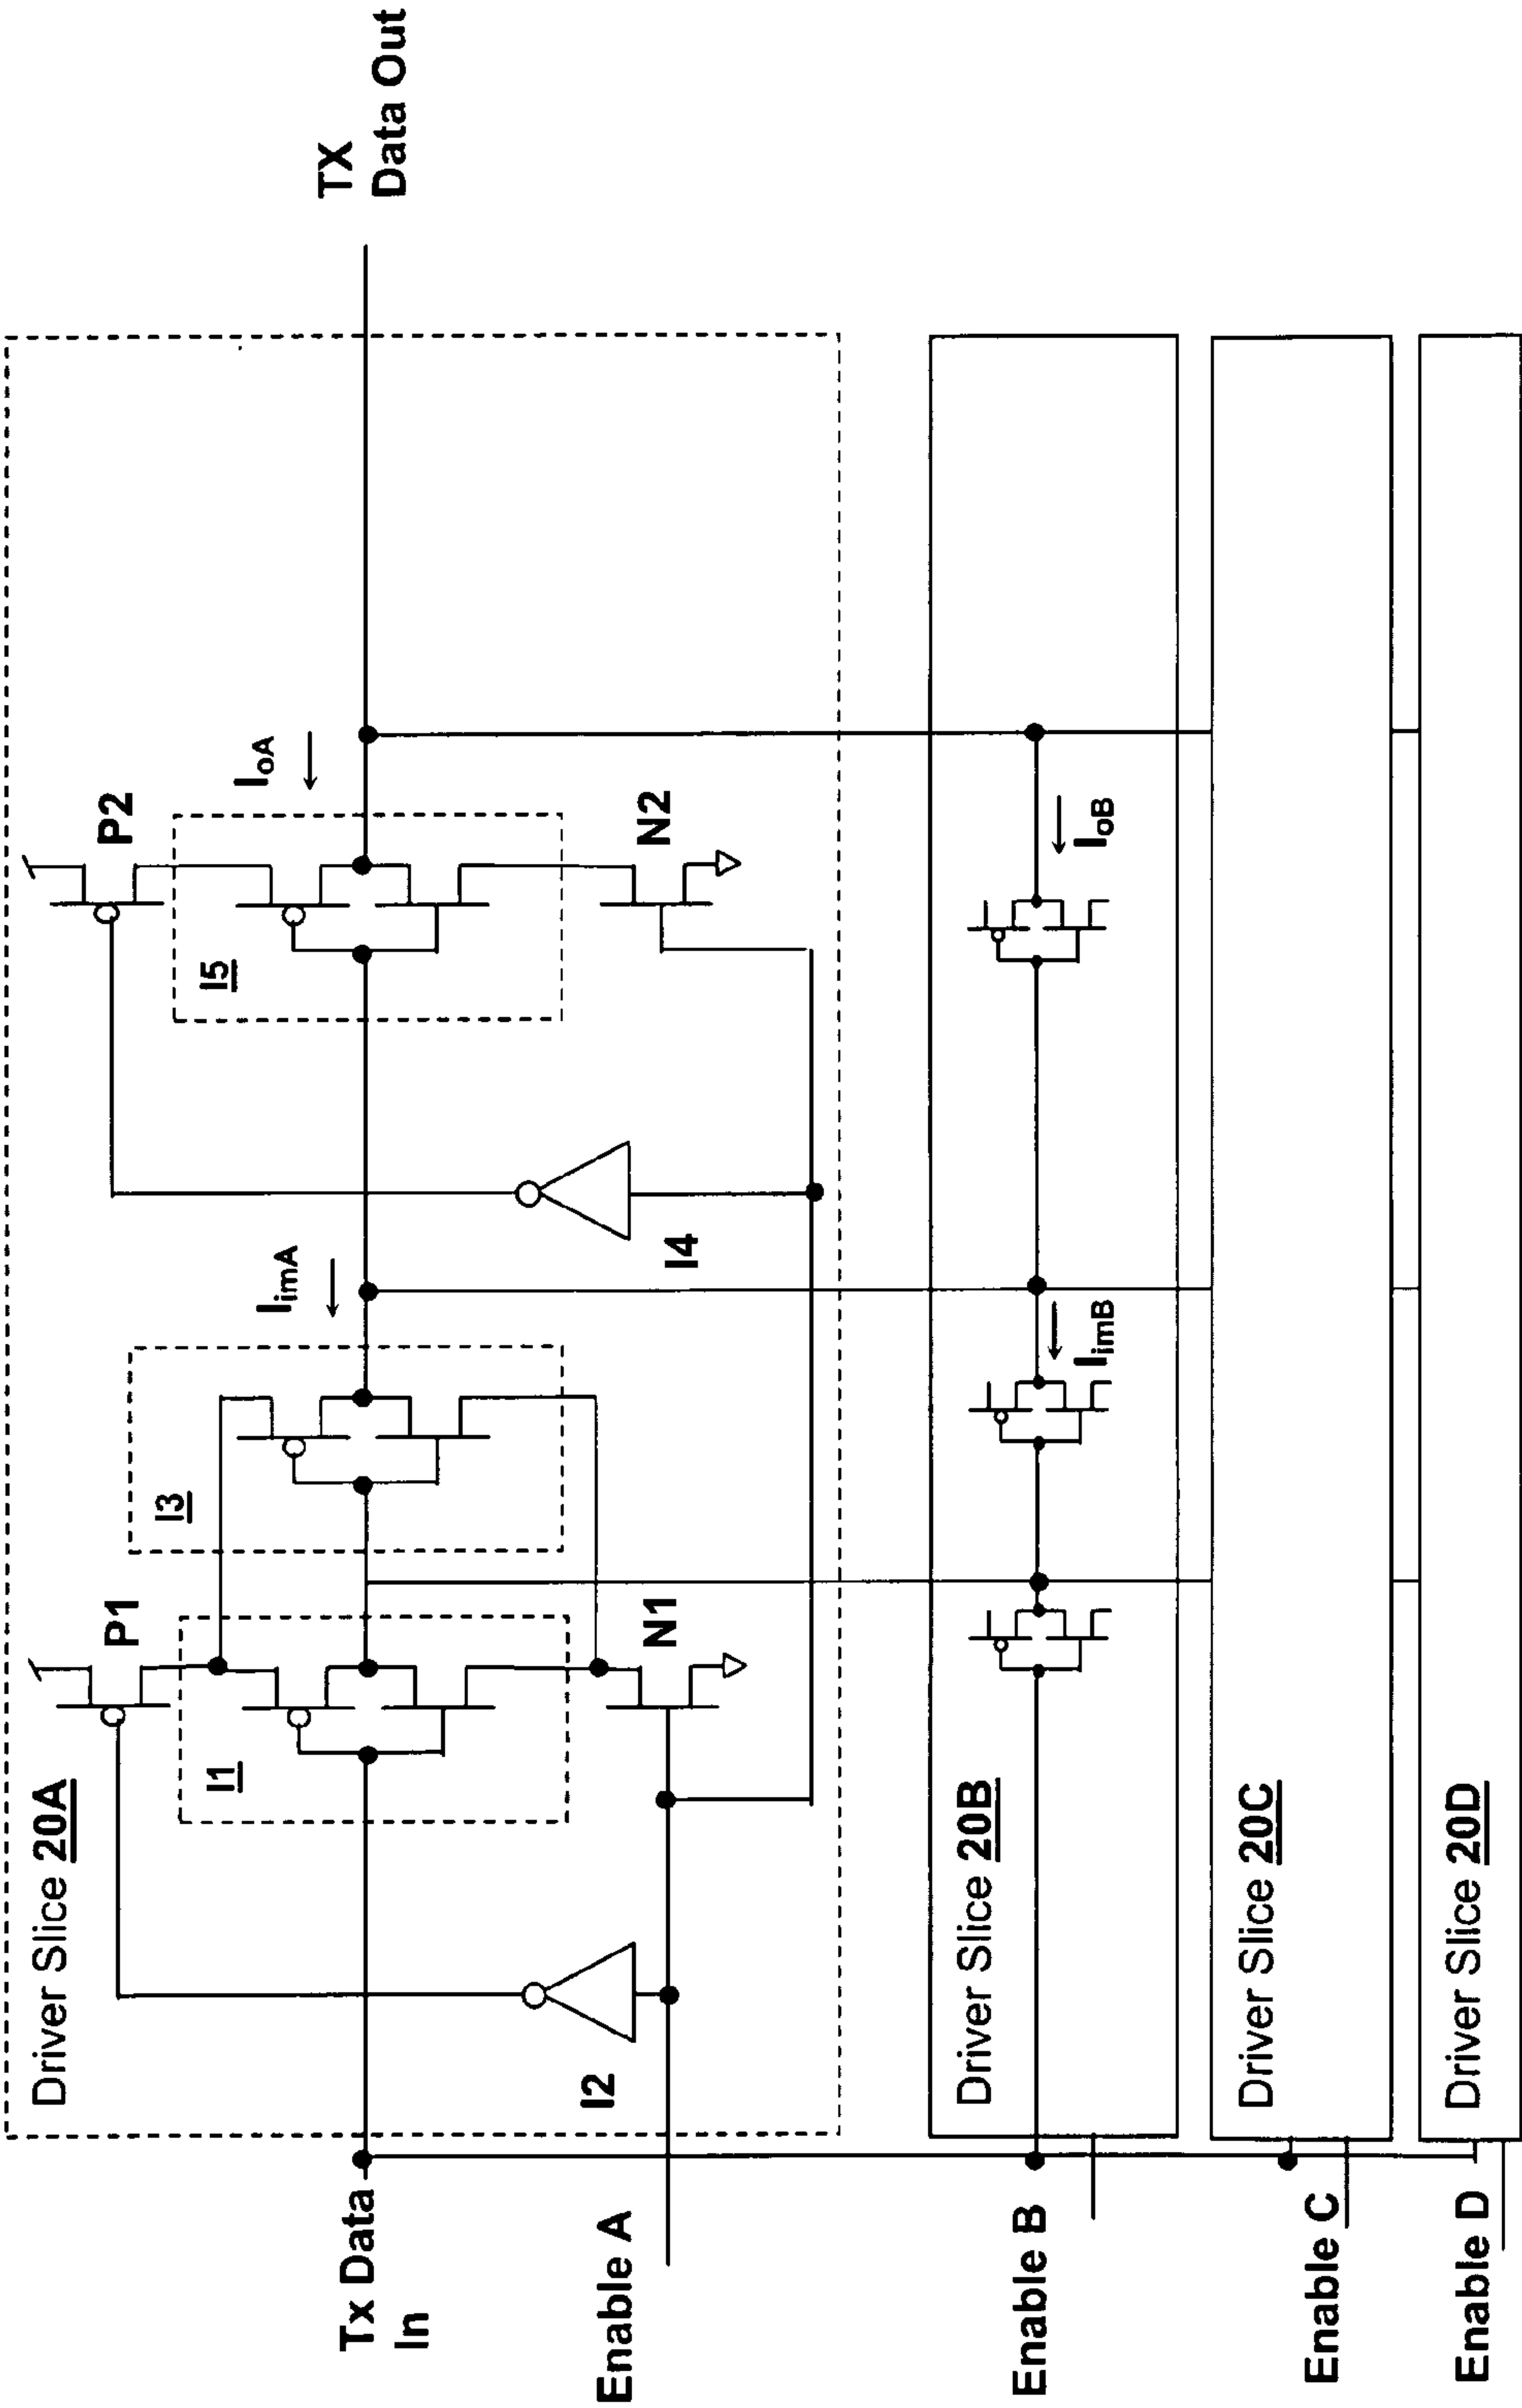 Driver Slice 20A
P1
P2
I1
I3
I5
IimA
IoA
TX
Data Out
I2
N1
I4
N2
Tx Data
In
Enable A
Driver Slice 20B
IimB
IoB
Enable B
Driver Slice 20C
Enable C
Driver Slice 20D
Enable D